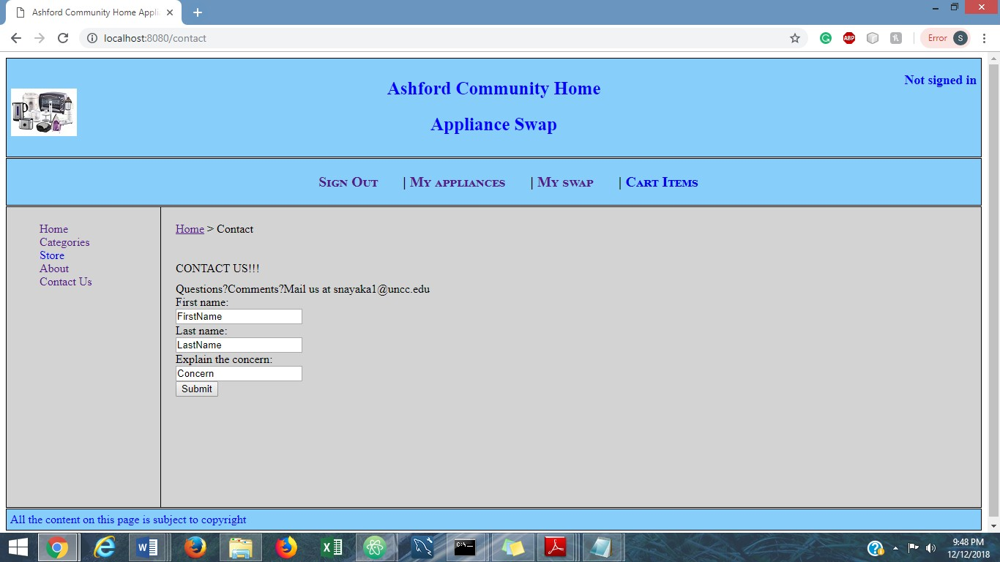 Ashford Community Home Appli
localhost:8080/contact
ABP
Error S
Ashford Community Home
Appliance Swap
Not signed in
Sign Out | My appliances | My swap | Cart Items
Home
Categories
Store
About
Contact Us
Home > Contact
CONTACT US!!!
Questions?Comments?Mail us at snayaka1@uncc.edu
First name:
FirstName
Last name:
LastName
Explain the concern:
Concern
Submit
All the content on this page is subject to copyright
9:48 PM
12/12/2018